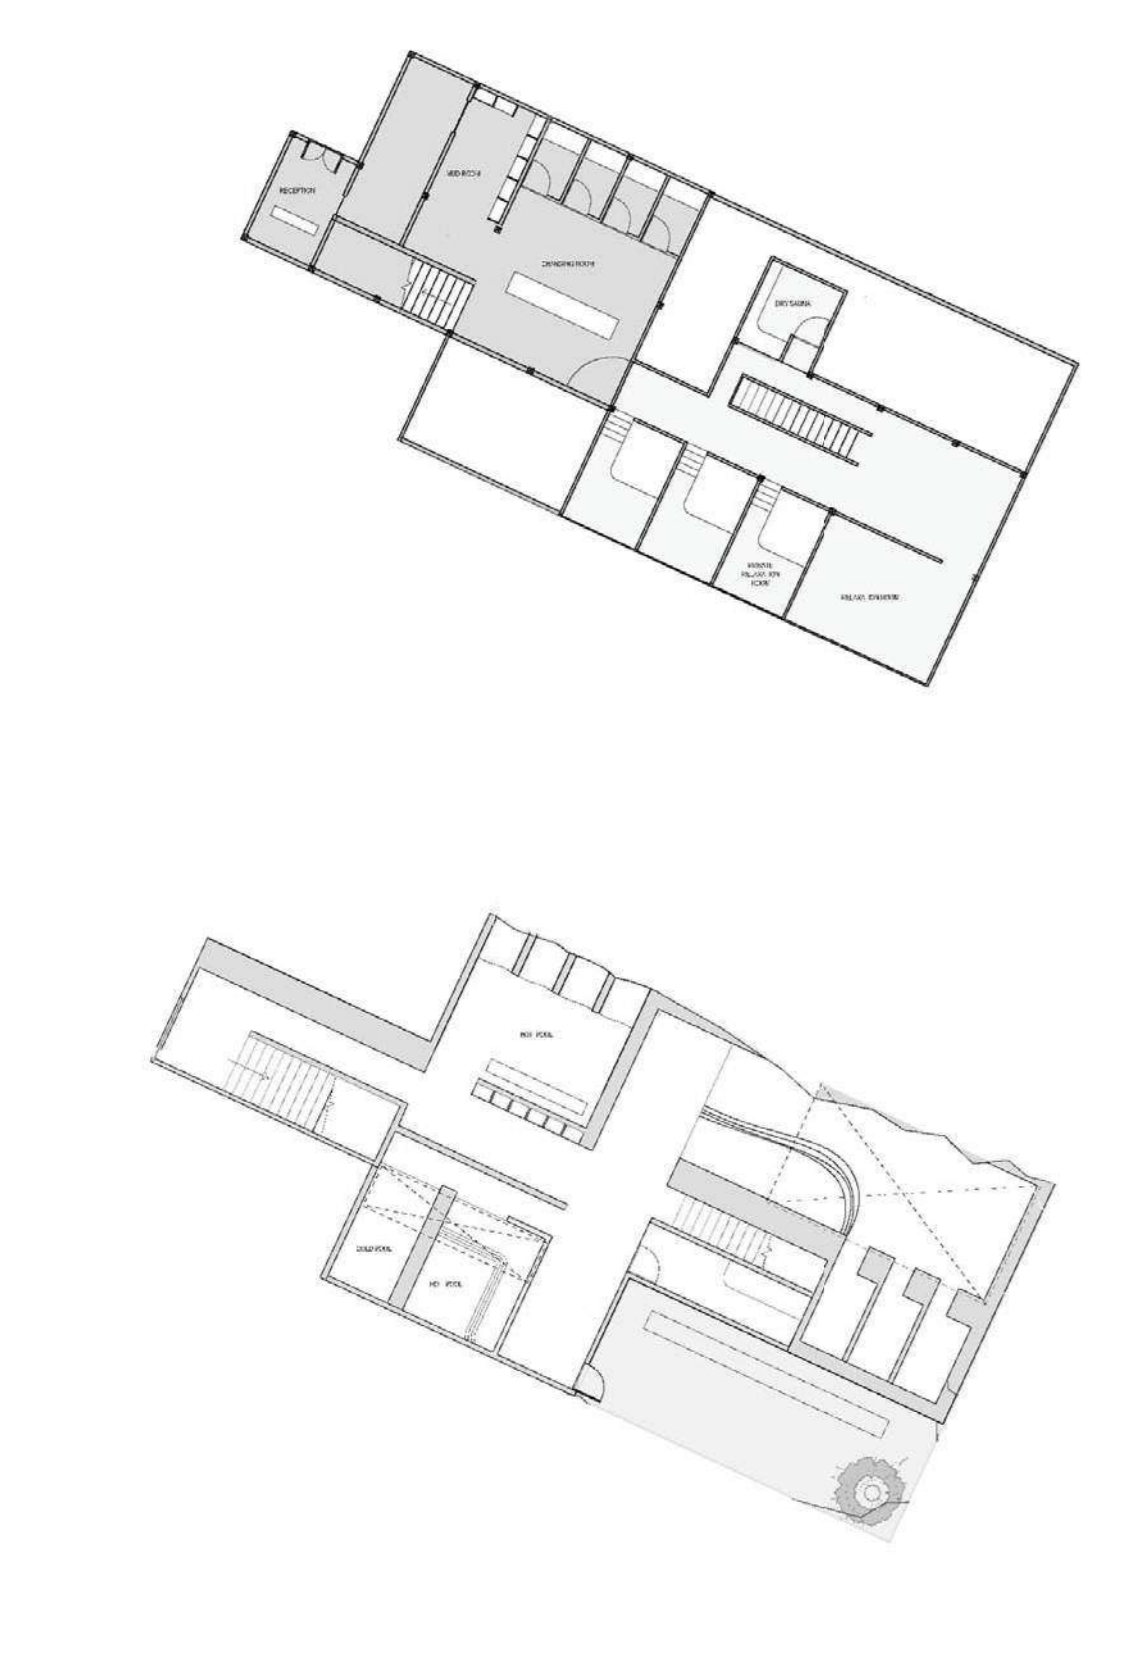 RECEPTION
MUD ROOM
CHANGING ROOM
DRY SAUNA
PRIVATE
RELAXATION
ROOM
RELAXATION ROOM
HOT POOL
COLD POOL
HOT POOL